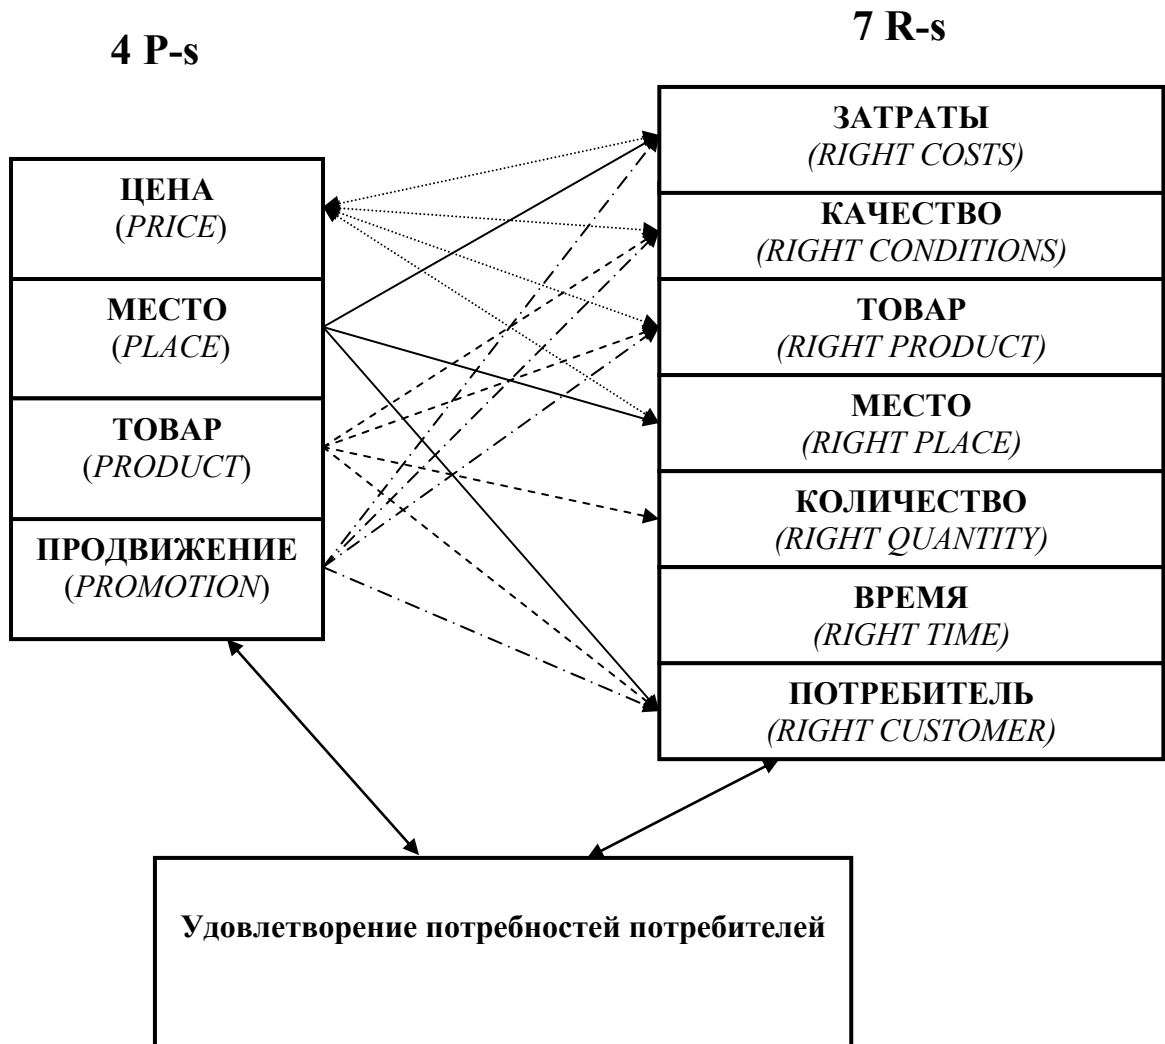 4 P-s
ЦЕНА
(PRICE)
МЕСТО
(PLACE)
ТОВАР
(PRODUCT)
ПРОДВИЖЕНИЕ
(PROMOTION)
7 R-s
ЗАТРАТЫ
(RIGHT COSTS)
КАЧЕСТВО
(RIGHT CONDITIONS)
ТОВАР
(RIGHT PRODUCT)
МЕСТО
(RIGHT PLACE)
КОЛИЧЕСТВО
(RIGHT QUANTITY)
ВРЕМЯ
(RIGHT TIME)
ПОТРЕБИТЕЛЬ
(RIGHT CUSTOMER)
Удовлетворение потребностей потребителей